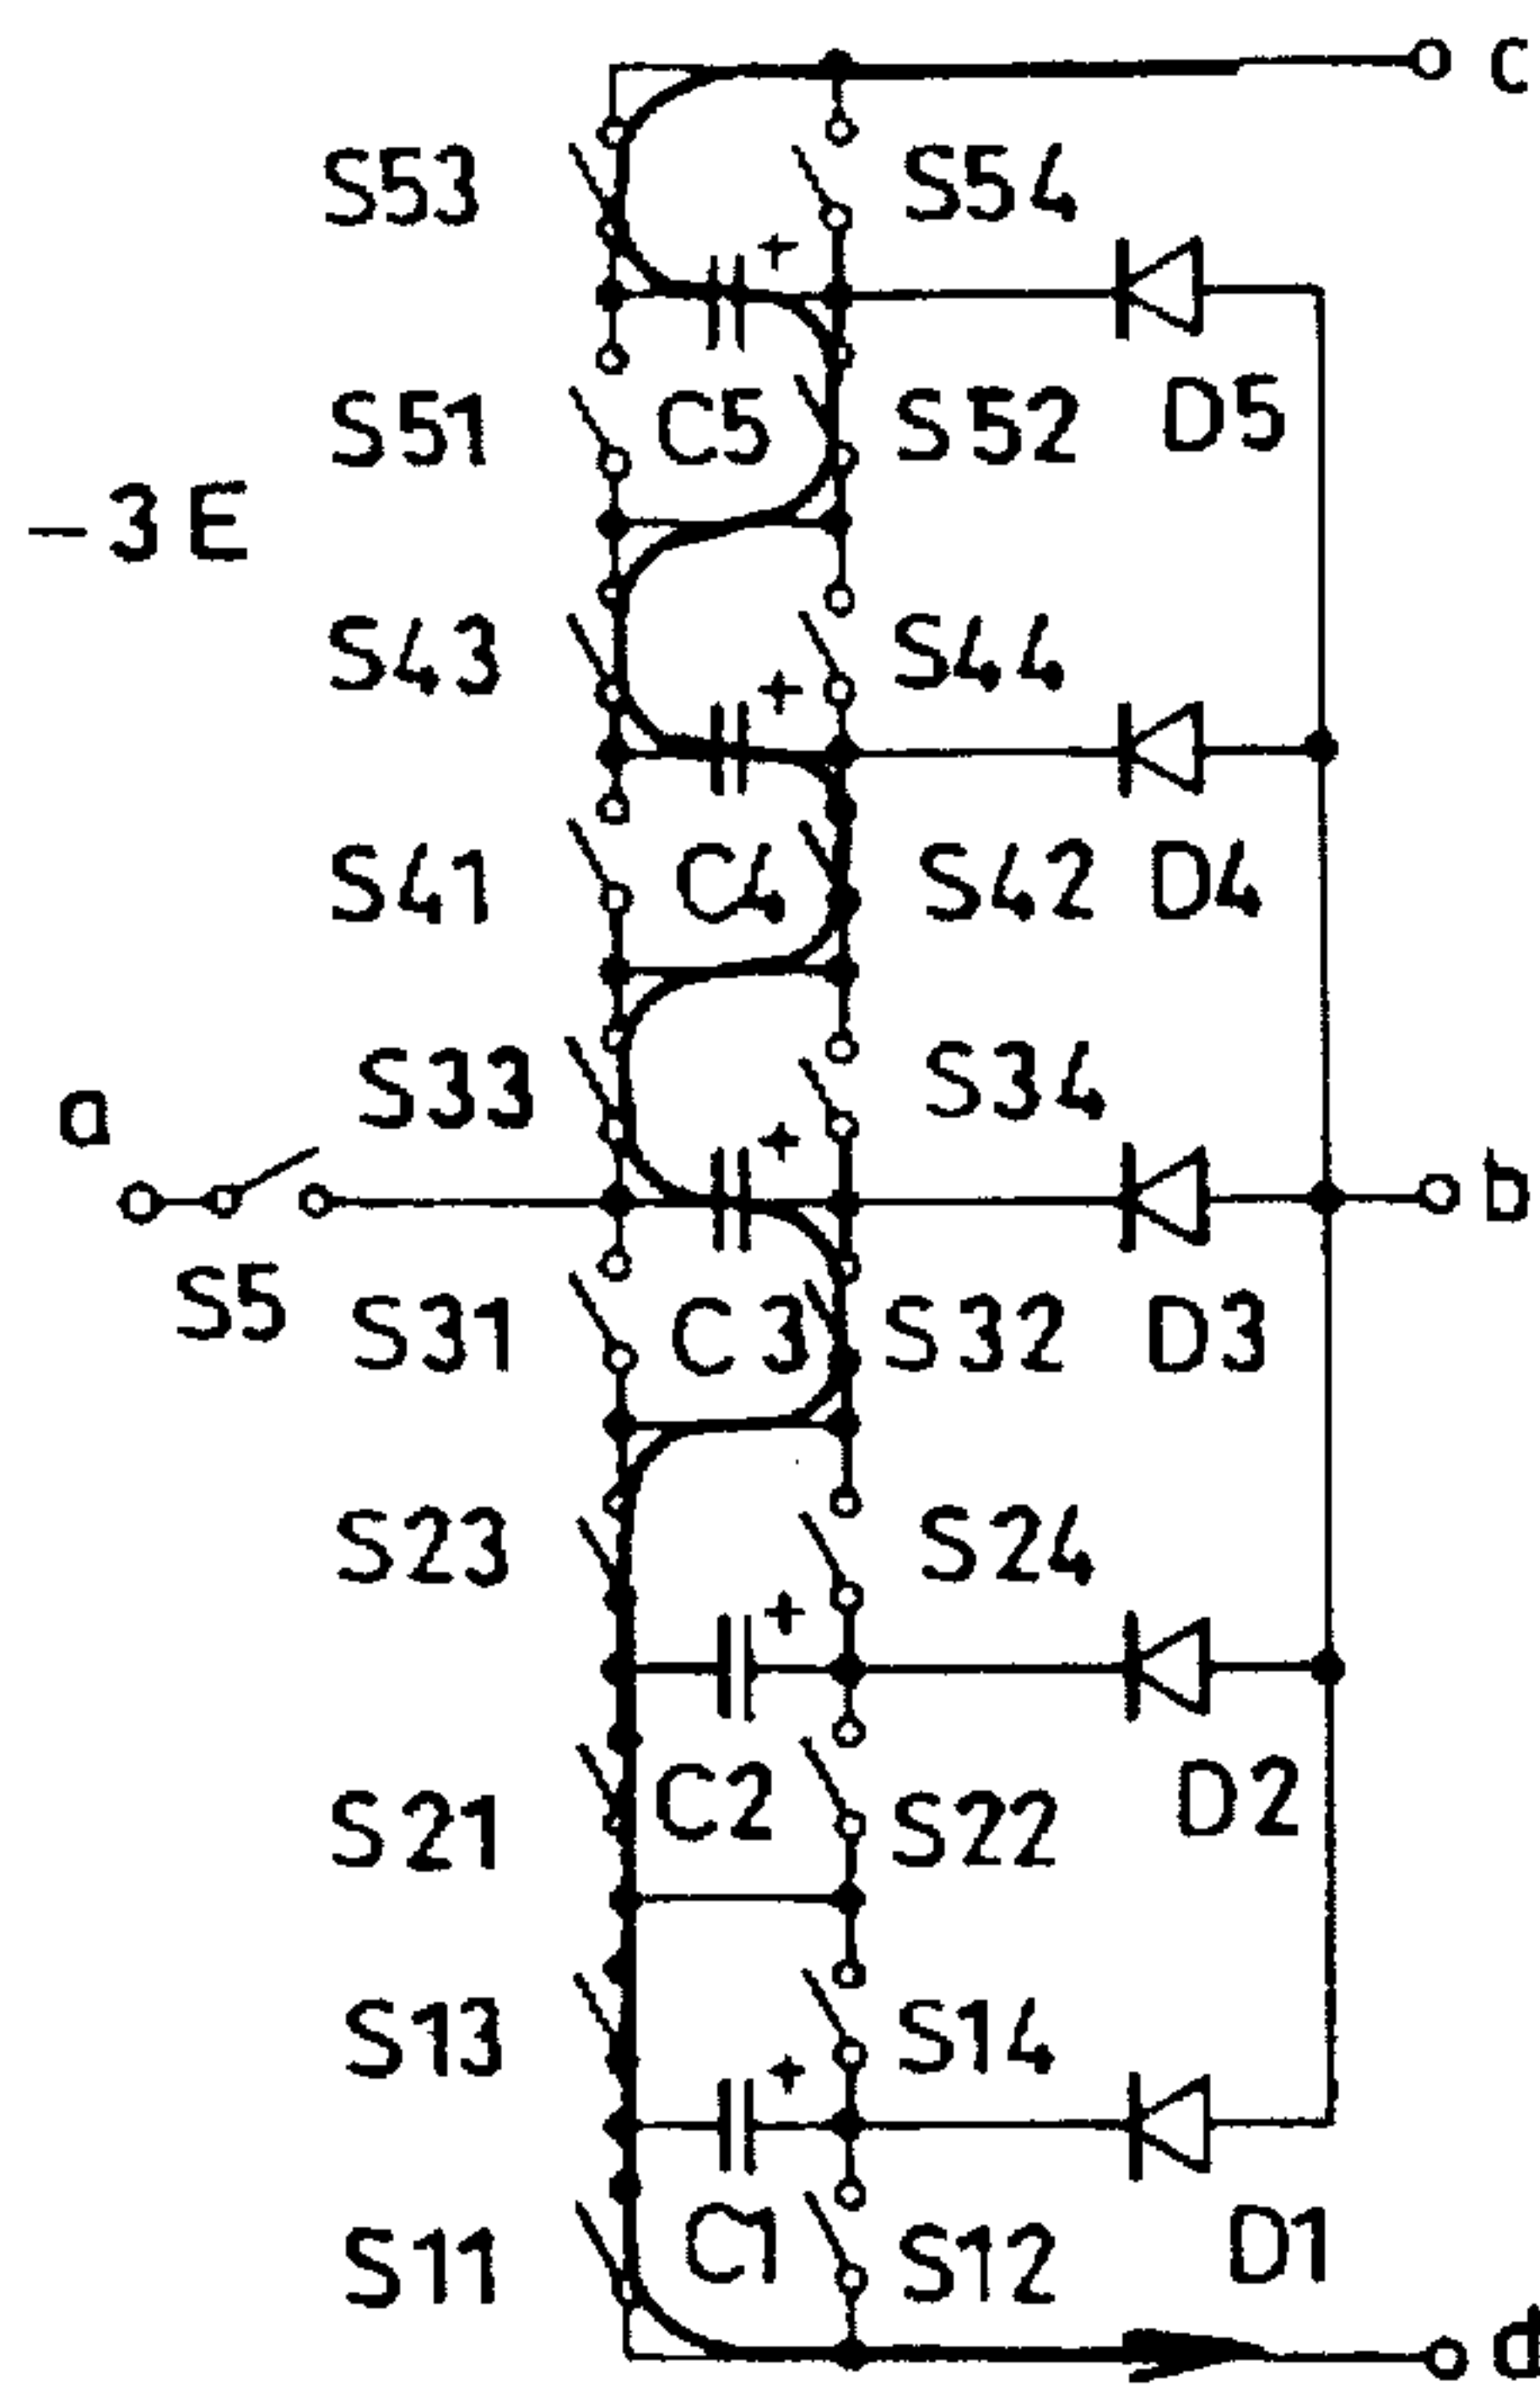 c
S53 + S54
S51 C5 S52 D5
-3E
S43 + S44
S41 C4 S42 D4
S33 S34
a + b
S5 S31 C3 S32 D3
S23 S24
+
S21 C2 S22 D2
S13 S14
+
S11 C1 S12 D1
d